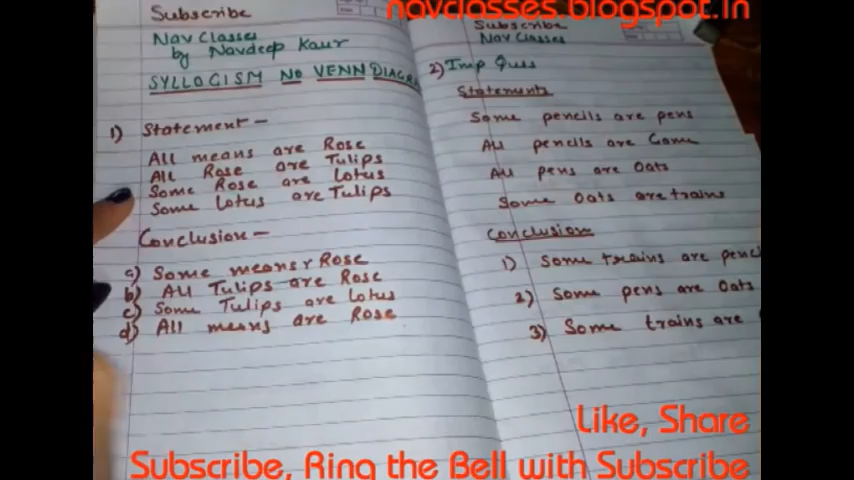 navclasses.blogspot.in
Subscribe
Nav Classes
by Navdeep Kaur
SYLLOGISM NO VENN DIAGRA
1) Statement -
All means are Rose
All Rose are Tulips
Some Rose are Lotus
Some Lotus are Tulips
Conclusion -
a) Some means r Rose
b) All Tulips are Rose
c) Some Tulips are Lotus
d) All means are Rose
Subscribe
Nav Classes
2) Imp Ques
Statements
Some pencils are pens
All pencils are Game
All pens are Oats
Some Oats are trains
Conclusion
1) Some trains are penc
2) Some pens are Oats
3) Some trains are
Like, Share
Subscribe, Ring the Bell with Subscribe